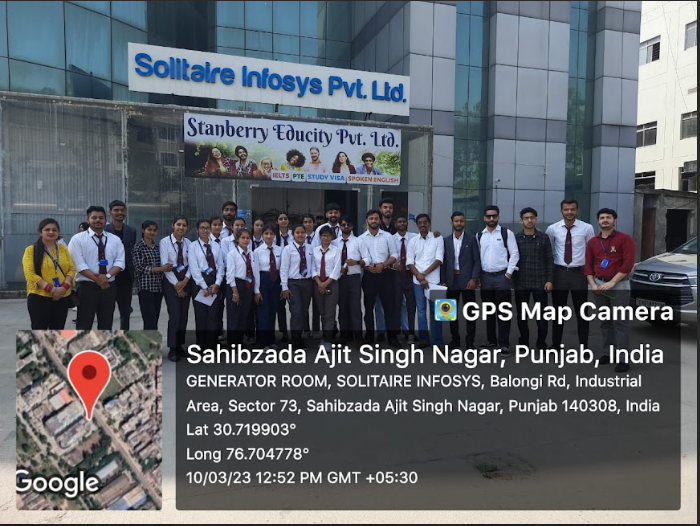 Solitaire Infosys Pvt. Ltd.
Stanberry Educity Pvt. Ltd.
IELTS PTE STUDY VISA SPOKEN ENGLISH
GPS Map Camera
Sahibzada Ajit Singh Nagar, Punjab, India
GENERATOR ROOM, SOLITAIRE INFOSYS, Balongi Rd, Industrial
Area, Sector 73, Sahibzada Ajit Singh Nagar, Punjab 140308, India
Lat 30.719903°
Long 76.704778°
10/03/23 12:52 PM GMT +05:30
Google